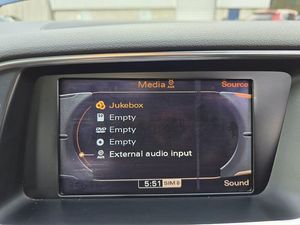 Media
Source
Jukebox
Empty
Empty
Empty
External audio input
5:51
Sound